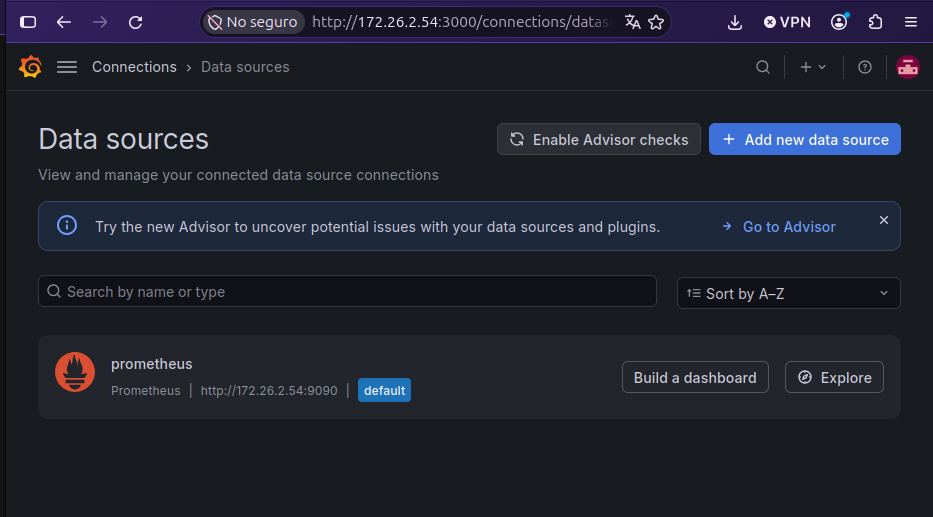 No seguro http://172.26.2.54:3000/connections/datas
VPN
Connections › Data sources
Data sources
Enable Advisor checks
Add new data source
View and manage your connected data source connections
Try the new Advisor to uncover potential issues with your data sources and plugins.
Go to Advisor
Search by name or type
Sort by A–Z
prometheus
Prometheus | http://172.26.2.54:9090 | default
Build a dashboard
Explore